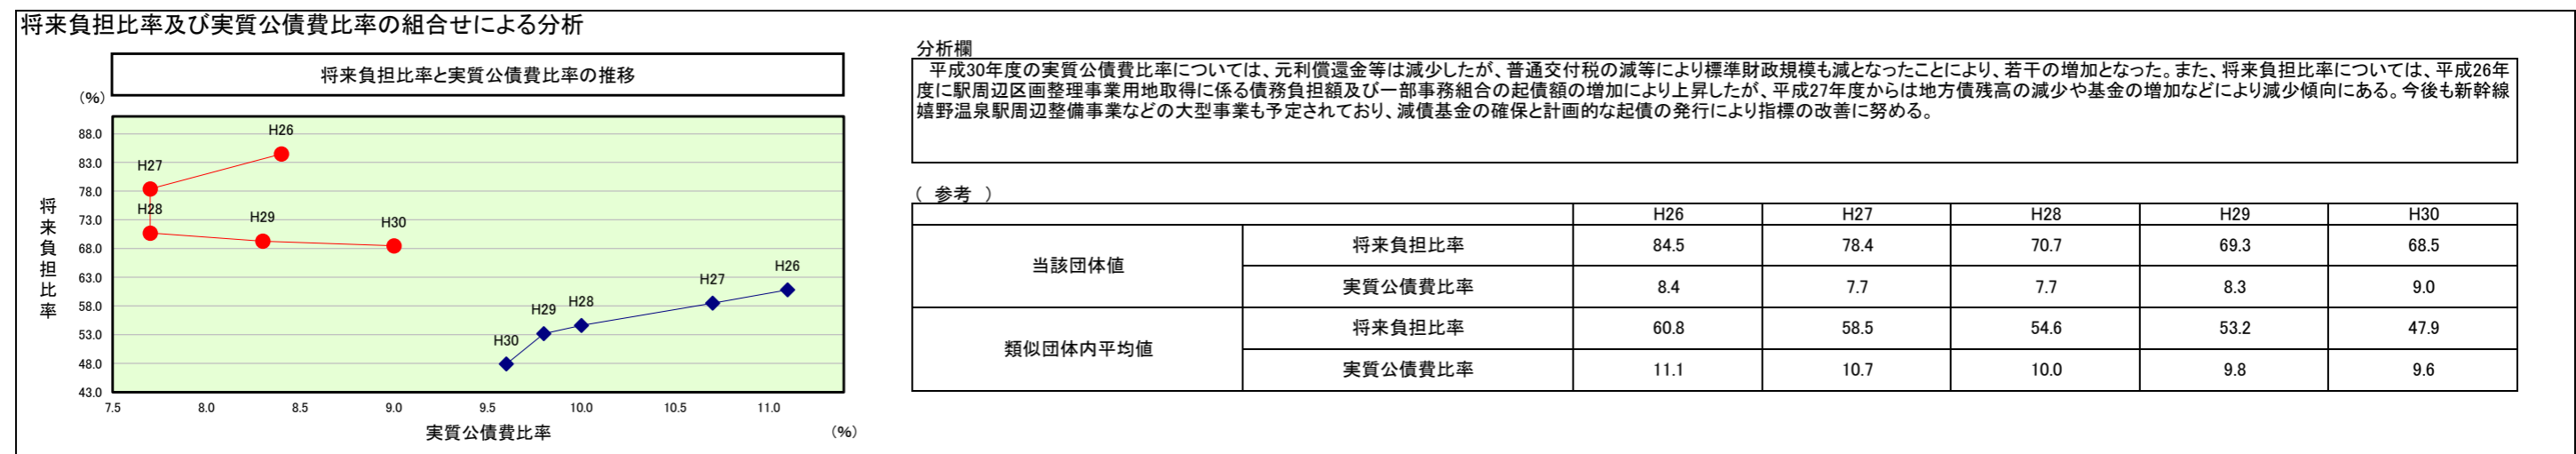 将来負担比率及び実質公債費比率の組合せによる分析
将来負担比率と実質公債費比率の推移
(%)
88.0
83.0
78.0
73.0
68.0
63.0
58.0
53.0
48.0
43.0
将来負担比率
H26
H27
H28
H29
H30
H26
H27
H28
H29
H30
7.5 8.0 8.5 9.0 9.5 10.0 10.5 11.0
実質公債費比率
(%)
分析欄
平成30年度の実質公債費比率については、元利償還金等は減少したが、普通交付税の減等により標準財政規模も減となったことにより、若干の増加となった。また、将来負担比率については、平成26年
度に駅周辺区画整理事業用地取得に係る債務負担額及び一部事務組合の起債額の増加により上昇したが、平成27年度からは地方債残高の減少や基金の増加などにより減少傾向にある。今後も新幹線
嬉野温泉駅周辺整備事業などの大型事業も予定されており、減債基金の確保と計画的な起債の発行により指標の改善に努める。
（ 参考 ）
H26 H27 H28 H29 H30
当該団体値
将来負担比率 84.5 78.4 70.7 69.3 68.5
実質公債費比率 8.4 7.7 7.7 8.3 9.0
類似団体内平均値
将来負担比率 60.8 58.5 54.6 53.2 47.9
実質公債費比率 11.1 10.7 10.0 9.8 9.6